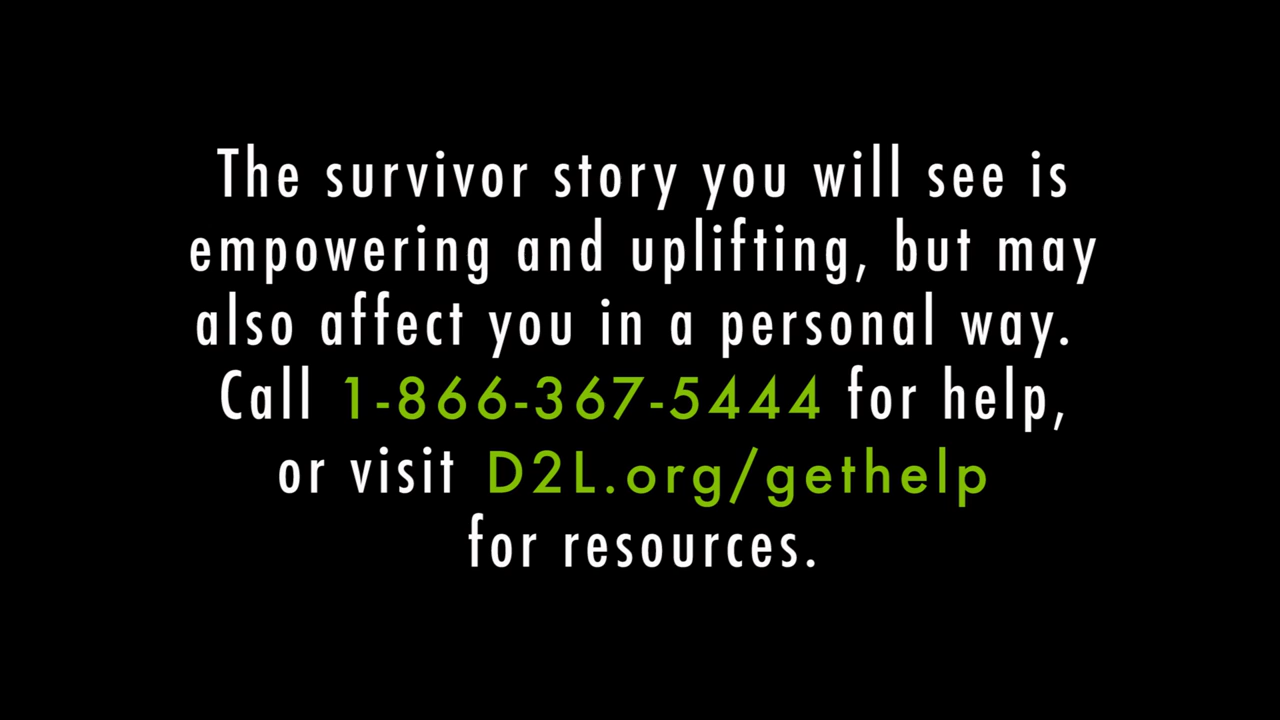 The survivor story you will see is
empowering and uplifting, but may
also affect you in a personal way.
Call 1-866-367-5444 for help,
or visit D2L.org/gethelp
for resources.